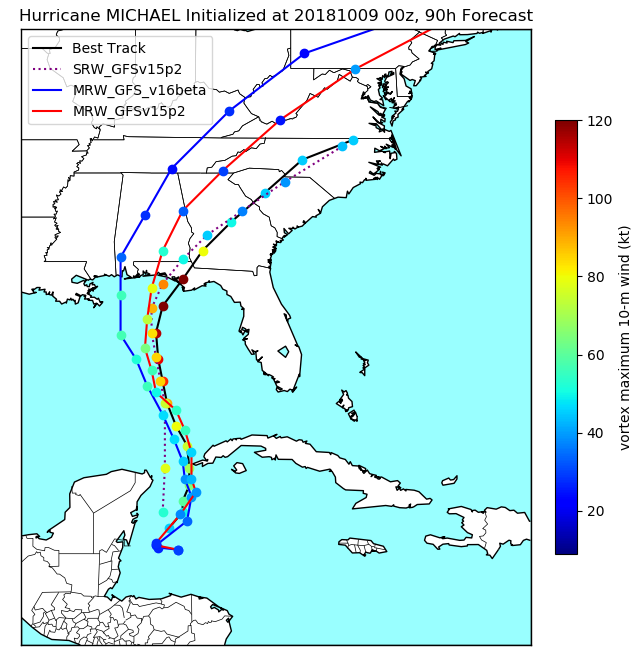 Hurricane MICHAEL Initialized at 20181009 00z, 90h Forecast
Best Track
SRW_GFSv15p2
MRW_GFS_v16beta
MRW_GFSv15p2
120
100
80
60
40
20
vortex maximum 10-m wind (kt)